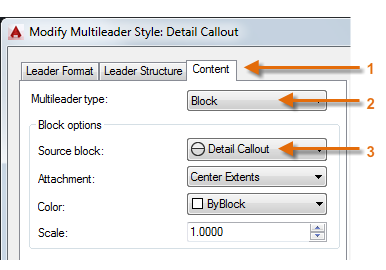 Modify Multileader Style: Detail Callout
Leader Format Leader Structure Content
1
Multileader type: Block
2
Block options
Source block: Detail Callout
3
Attachment: Center Extents
Color: ByBlock
Scale: 1.0000